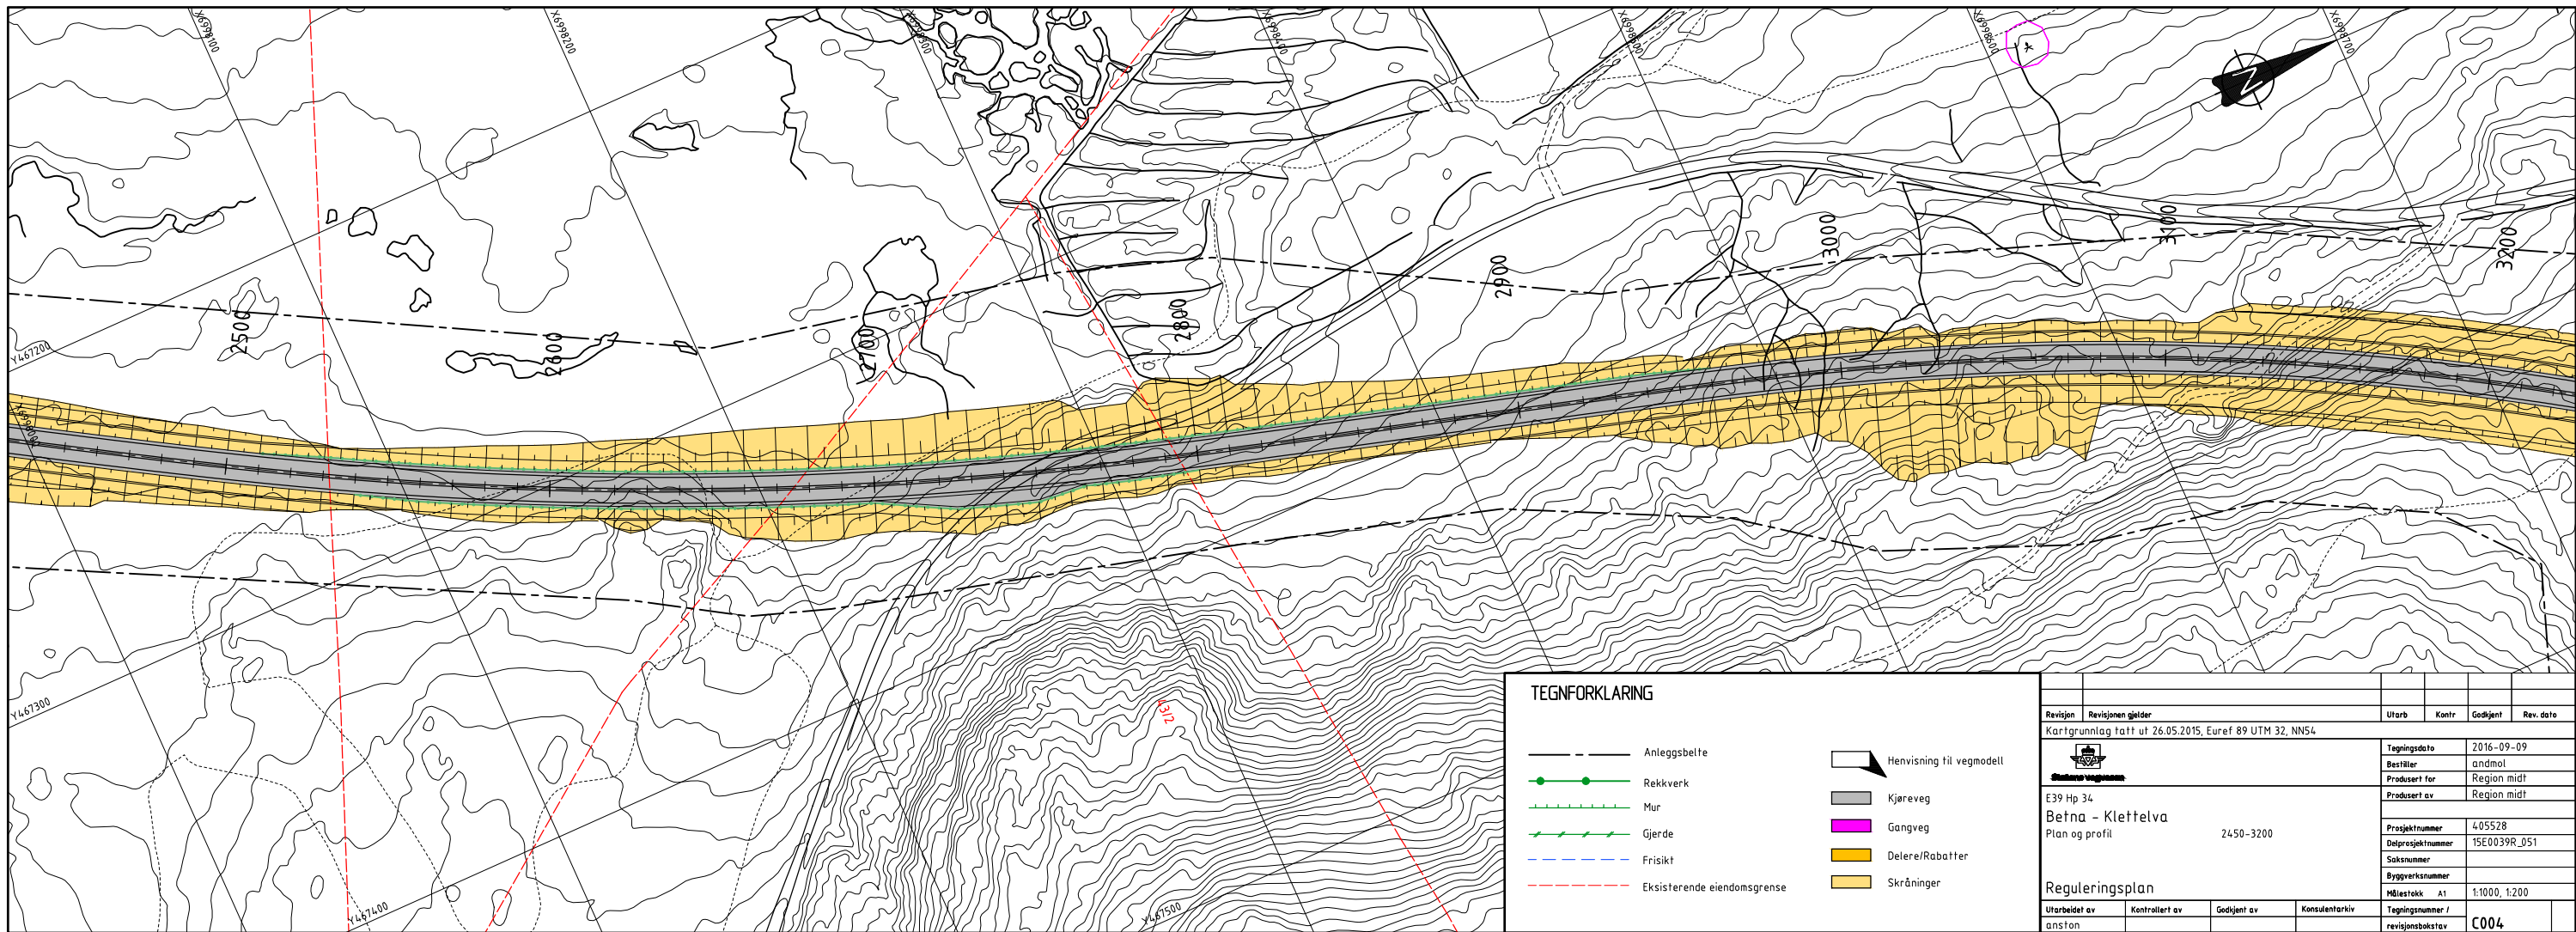 X6998100
X6998200
X6998300
X6998400
X6998600
X6998700
N
2500
2600
2700
2800
2900
3000
3100
3200
Y467200
Y467300
Y467400
Y467500
4312
TEGNFORKLARING
Anleggsbelte
Rekkverk
Mur
Gjerde
Frisikt
Eksisterende eiendomsgrense
Henvisning til vegmodell
Kjøreveg
Gangveg
Delere/Rabatter
Skråninger
Revisjon Revisjonen gjelder Utarb Kontr Godkjent Rev. dato
Kartgrunnlag tatt ut 26.05.2015, Euref 89 UTM 32, NN54
Statens vegvesen
Tegningsdato 2016-09-09
Bestiller andmol
Produsert for Region midt
Produsert av Region midt
E39 Hp 34
Betna - Klettelva
Plan og profil 2450-3200
Prosjektnummer 405528
Delprosjektnummer 15E0039R_051
Saksnummer
Byggverksnummer
Reguleringsplan
Målestokk A1 1:1000, 1:200
Utarbeidet av Kontrollert av Godkjent av Konsulentarkiv
anston
Tegningsnummer /
revisjonsbokstav C004